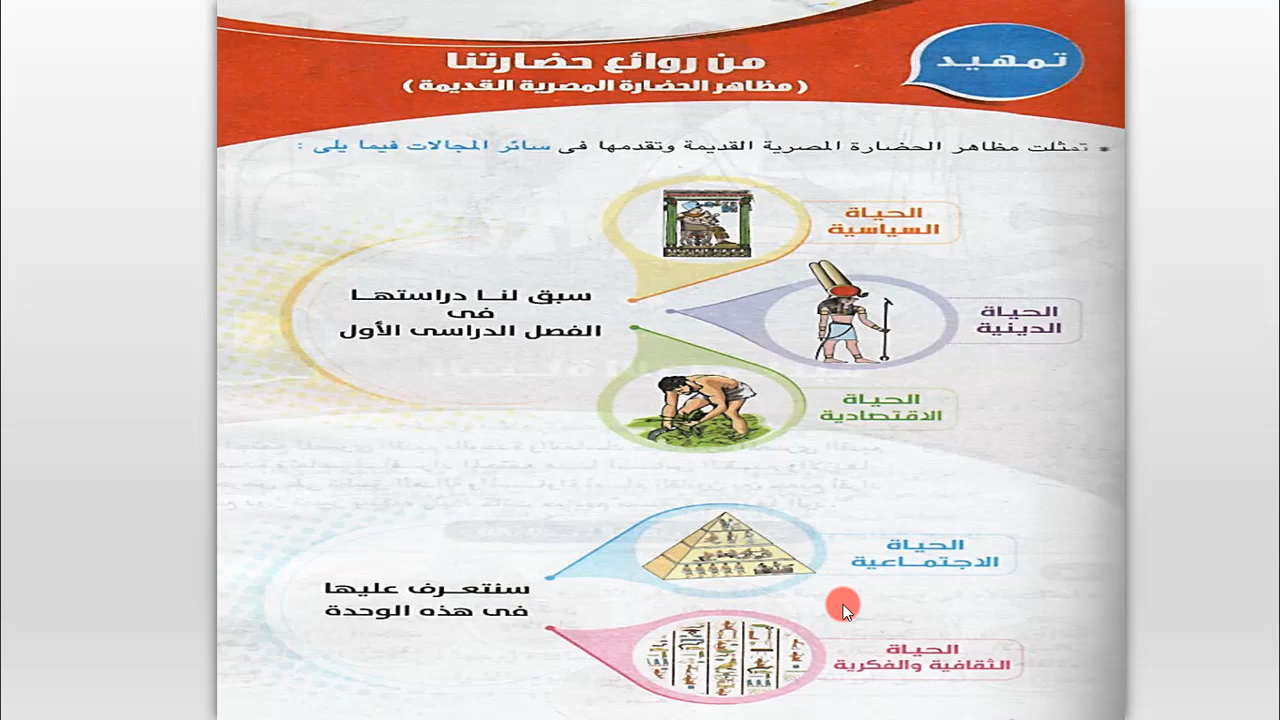 تمهيد
من روائع حضارتنا
(مظاهر الحضارة المصرية القديمة)
* تمثلت مظاهر الحضارة المصرية القديمة وتقدمها فى سائر المجالات فيما يلى :
الحياة
السياسية
الحياة
الدينية
الحياة
الاقتصادية
سبق لنا دراستها
فى
الفصل الدراسى الأول
الحياة
الاجتماعية
الحياة
الثقافية والفكرية
سنتعرف عليها
فى هذه الوحدة